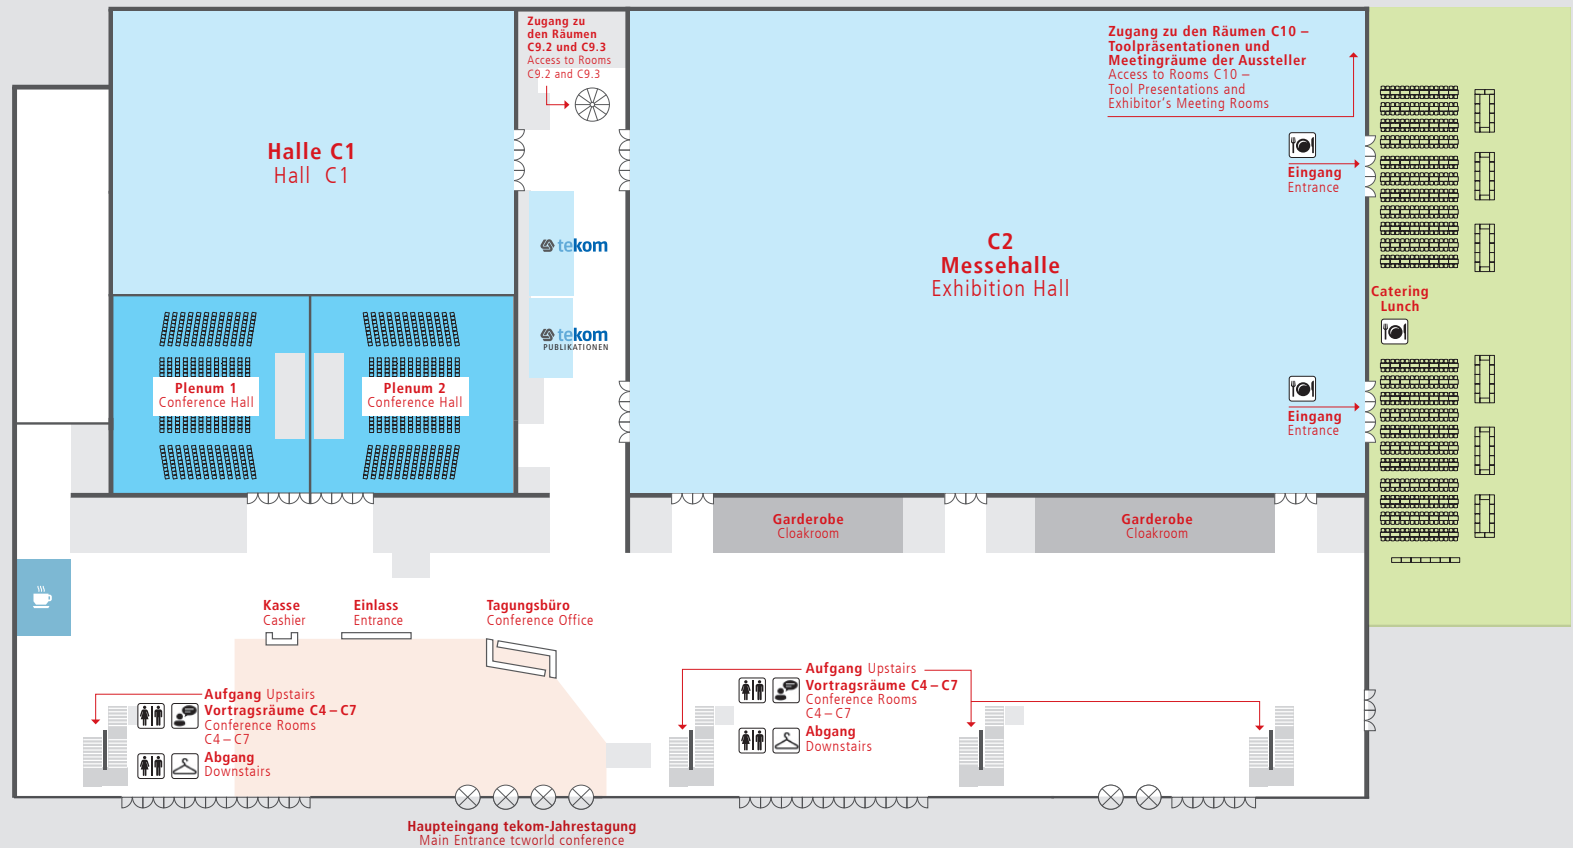 Zugang zu
den Räumen
C9.2 und C9.3
Access to Rooms
C9.2 and C9.3
Zugang zu den Räumen C10 –
Toolpräsentationen und
Meetingräume der Aussteller
Access to Rooms C10 –
Tool Presentations and
Exhibitor's Meeting Rooms
Halle C1
Hall C1
Eingang
Entrance
tekom
C2
Messehalle
Exhibition Hall
Catering
Lunch
tekom
PUBLIKATIONEN
Plenum 1
Conference Hall
Plenum 2
Conference Hall
Eingang
Entrance
Garderobe
Cloakroom
Garderobe
Cloakroom
Kasse
Cashier
Einlass
Entrance
Tagungsbüro
Conference Office
Aufgang Upstairs
Vortragsräume C4 – C7
Conference Rooms
C4 – C7
Abgang
Downstairs
Aufgang Upstairs
Vortragsräume C4 – C7
Conference Rooms
C4 – C7
Abgang
Downstairs
Haupteingang tekom-Jahrestagung
Main Entrance tcworld conference